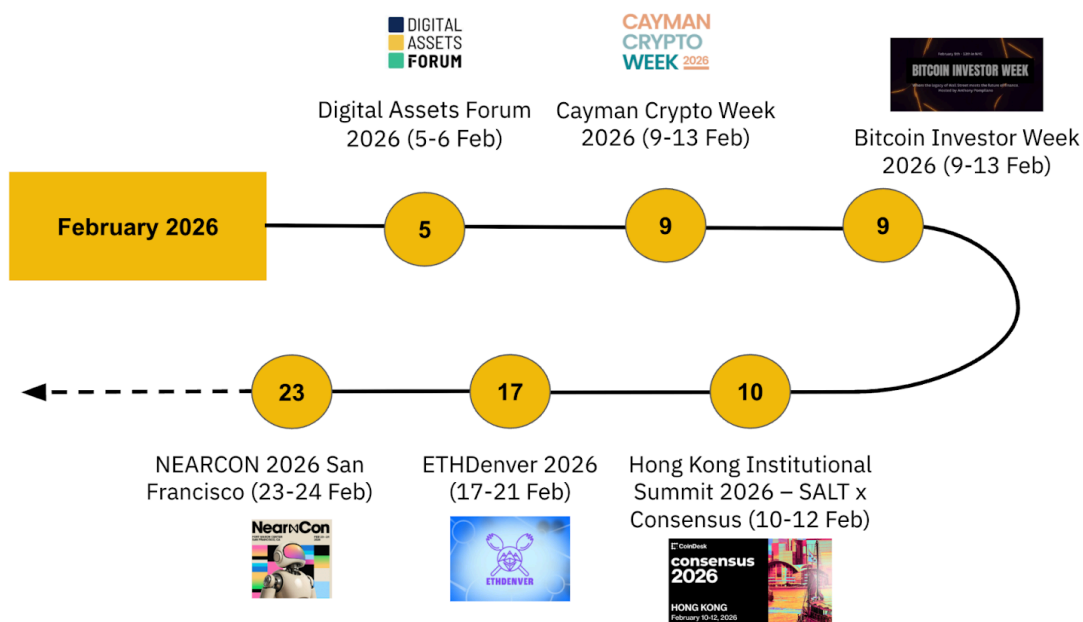 DIGITAL
ASSETS
FORUM
CAYMAN
CRYPTO
WEEK 2026
BITCOIN INVESTOR WEEK
Digital Assets Forum
2026 (5-6 Feb)
Cayman Crypto Week
2026 (9-13 Feb)
Bitcoin Investor Week
2026 (9-13 Feb)
February 2026
5
9
9
23
17
10
NEARCON 2026 San
Francisco (23-24 Feb)
ETHDenver 2026
(17-21 Feb)
Hong Kong Institutional
Summit 2026 – SALT x
Consensus (10-12 Feb)
NearCon
ETHDENVER
CoinDesk
consensus
2026
HONG KONG
February 10-12, 2026